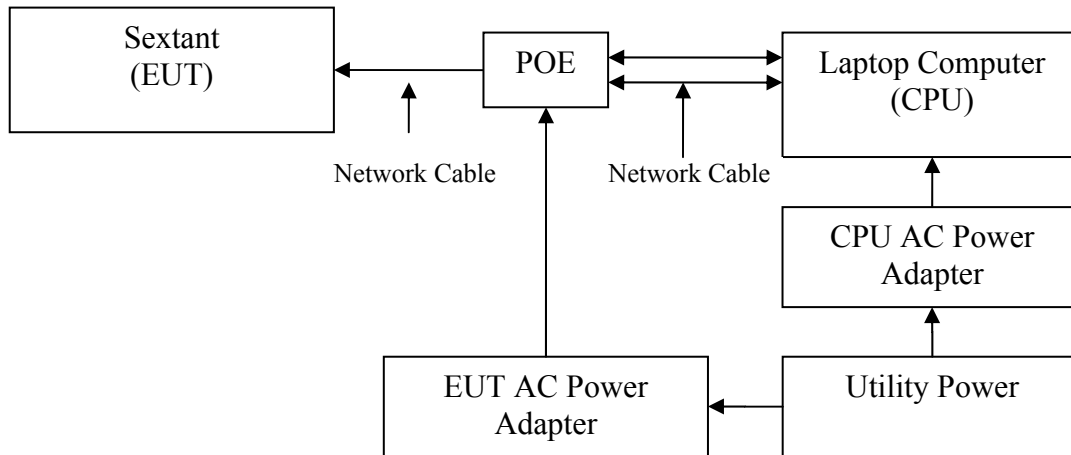 Sextant
(EUT)
POE
Laptop Computer
(CPU)
Network Cable
Network Cable
CPU AC Power
Adapter
EUT AC Power
Adapter
Utility Power